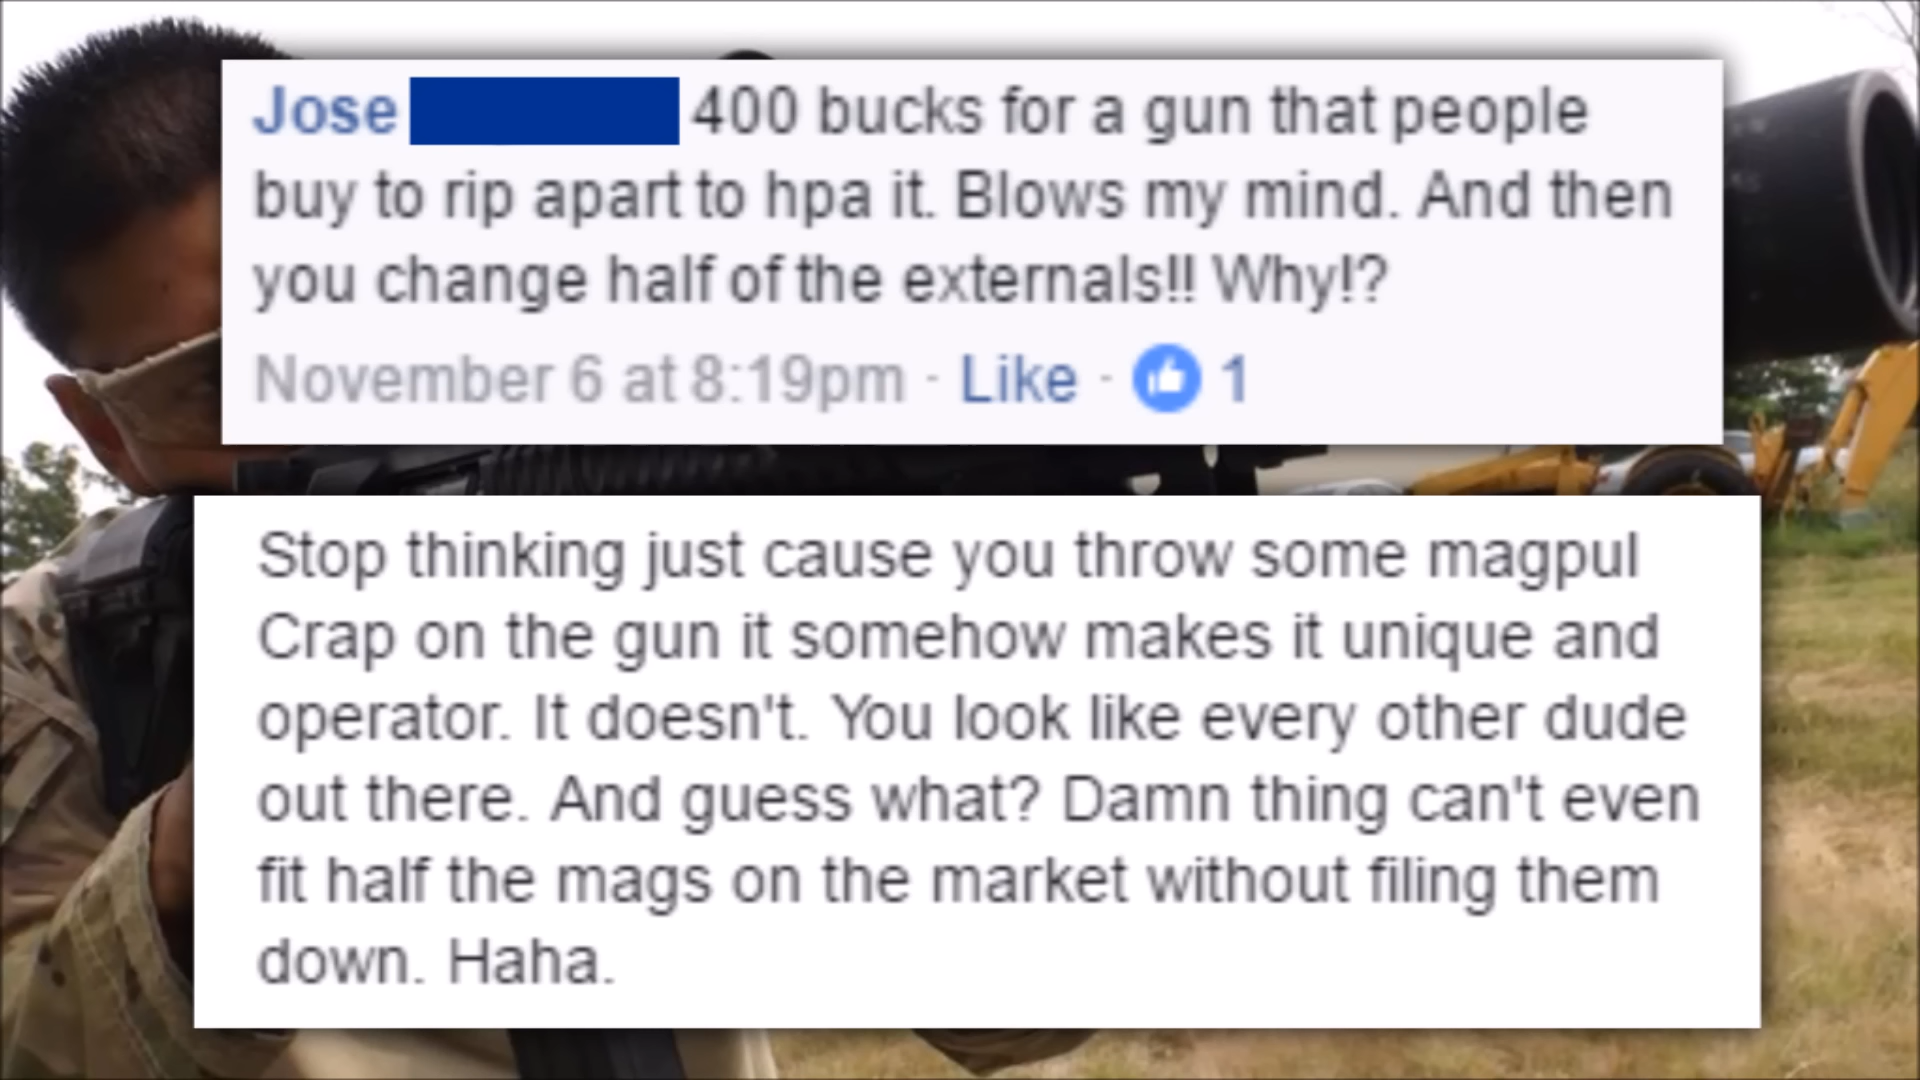 Jose 400 bucks for a gun that people
buy to rip apart to hpa it. Blows my mind. And then
you change half of the externals!! Why!?
November 6 at 8:19pm · Like · 1
Stop thinking just cause you throw some magpul
Crap on the gun it somehow makes it unique and
operator. It doesn't. You look like every other dude
out there. And guess what? Damn thing can't even
fit half the mags on the market without filing them
down. Haha.